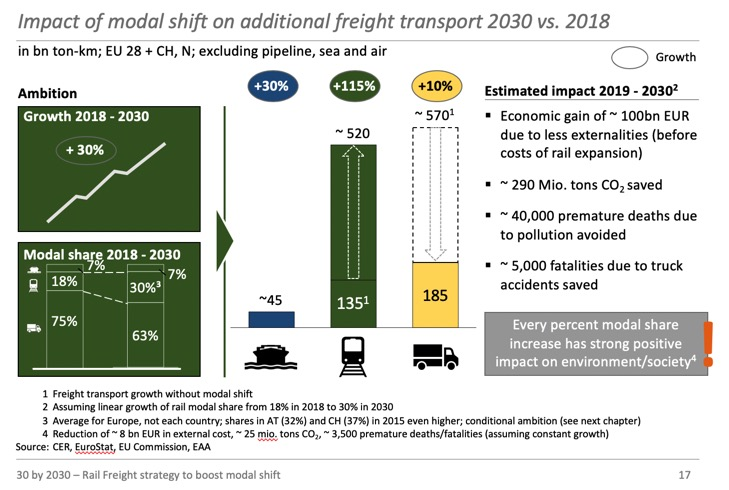 Impact of modal shift on additional freight transport 2030 vs. 2018
in bn ton-km; EU 28 + CH, N; excluding pipeline, sea and air
Growth
Ambition
Growth 2018 - 2030
+ 30%
Modal share 2018 - 2030
7%
7%
18%
30%³
75%
63%
+30%
+115%
+10%
~ 520
~ 570¹
~45
135¹
185
Estimated impact 2019 - 2030²
▪ Economic gain of ~ 100bn EUR
due to less externalities (before
costs of rail expansion)
▪ ~ 290 Mio. tons CO₂ saved
▪ ~ 40,000 premature deaths due
to pollution avoided
▪ ~ 5,000 fatalities due to truck
accidents saved
Every percent modal share
increase has strong positive
impact on environment/society⁴
!
1 Freight transport growth without modal shift
2 Assuming linear growth of rail modal share from 18% in 2018 to 30% in 2030
3 Average for Europe, not each country; shares in AT (32%) and CH (37%) in 2015 even higher; conditional ambition (see next chapter)
4 Reduction of ~ 8 bn EUR in external cost, ~ 25 mio. tons CO₂, ~ 3,500 premature deaths/fatalities (assuming constant growth)
Source: CER, EuroStat, EU Commission, EAA
30 by 2030 – Rail Freight strategy to boost modal shift
17